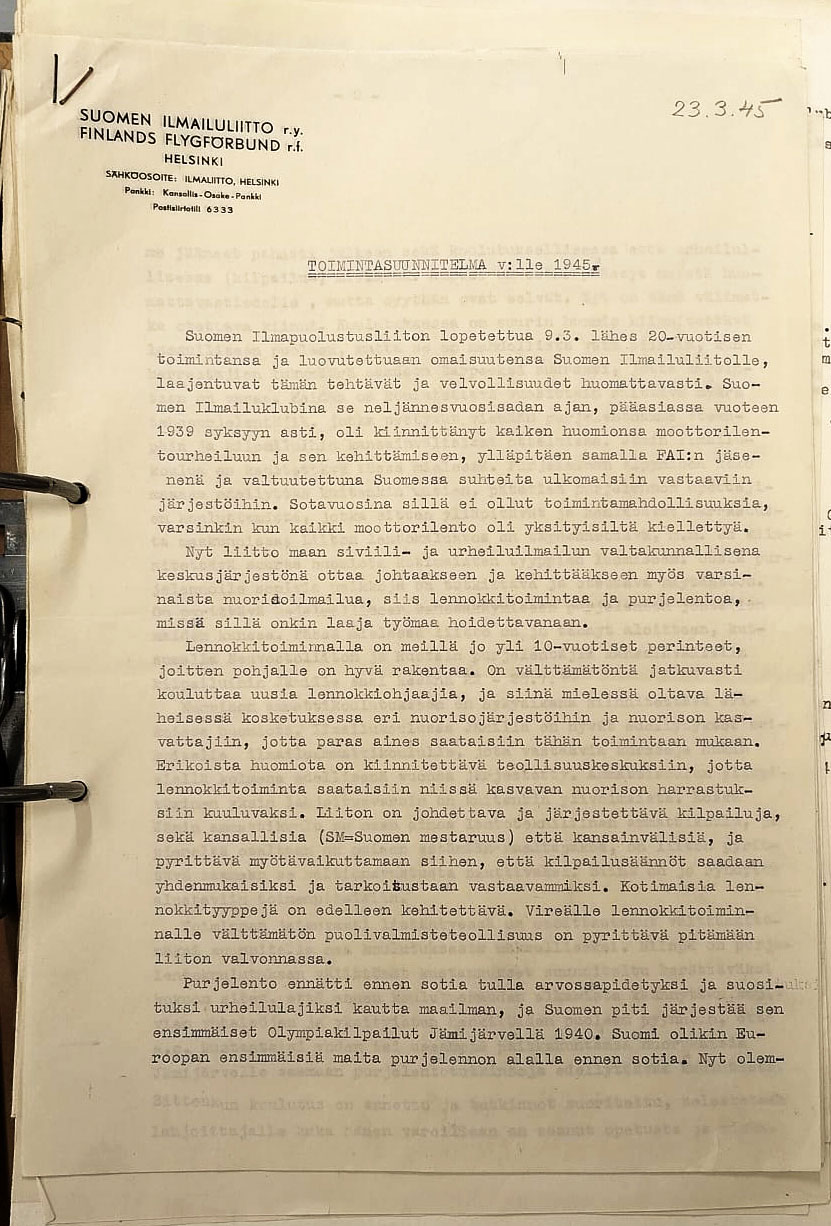 23.3.45
SUOMEN ILMAILULIITTO r.y.
FINLANDS FLYGFÖRBUND r.f.
HELSINKI
SÄHKÖOSOITE: ILMALIITTO, HELSINKI
Pankki: Kansallis-Osake-Pankki
Postisiirtotili 6333
TOIMINTASUUNNITELMA v:lle 1945.
Suomen Ilmapuolustusliiton lopetettua 9.3. lähes 20-vuotisen
toimintansa ja luovutettuaan omaisuutensa Suomen Ilmailuliitolle,
laajentuvat tämän tehtävät ja velvollisuudet huomattavasti. Suo-
men Ilmailuklubina se neljännesvuosisadan ajan, pääasiassa vuoteen
1939 syksyyn asti, oli kiinnittänyt kaiken huomionsa moottorilen-
tourheiluun ja sen kehittämiseen, ylläpitäen samalla FAI:n jäse-
nenä ja valtuutettuna Suomessa suhteita ulkomaisiin vastaaviin
järjestöihin. Sotavuosina sillä ei ollut toimintamahdollisuuksia,
varsinkin kun kaikki moottorilento oli yksityisiltä kiellettyä.
Nyt liitto maan siviili- ja urheiluilmailun valtakunnallisena
keskusjärjestönä ottaa johtaakseen ja kehittääkseen myös varsi-
naista nuorisoilmailua, siis lennokkitoimintaa ja purjelentoa,
missä sillä onkin laaja työmaa hoidettavanaan.
Lennokkitoiminnalla on meillä jo yli 10-vuotiset perinteet,
joitten pohjalle on hyvä rakentaa. On välttämätöntä jatkuvasti
kouluttaa uusia lennokkiohjaajia, ja siinä mielessä oltava lä-
heisessä kosketuksessa eri nuorisojärjestöihin ja nuorison kas-
vattajiin, jotta paras aines saataisiin tähän toimintaan mukaan.
Erikoista huomiota on kiinnitettävä teollisuuskeskuksiin, jotta
lennokkitoiminta saataisiin niissä kasvavan nuorison harrastuk-
siin kuuluvaksi. Liiton on johdettava ja järjestettävä kilpailuja,
sekä kansallisia (SM=Suomen mestaruus) että kansainvälisiä, ja
pyrittävä myötävaikuttamaan siihen, että kilpailusäännöt saadaan
yhdenmukaisiksi ja tarkoitustaan vastaavammiksi. Kotimaisia len-
nokkityyppejä on edelleen kehitettävä. Vireälle lennokkitoimin-
nalle välttämätön puolivalmisteteollisuus on pyrittävä pitämään
liiton valvonnassa.
Purjelento ennätti ennen sotia tulla arvossapidetyksi ja suosi-
tuksi urheilulajiksi kautta maailman, ja Suomen piti järjestää sen
ensimmäiset Olympiakilpailut Jämijärvellä 1940. Suomi olikin Eu-
roopan ensimmäisiä maita purjelennon alalla ennen sotia. Nyt olem-